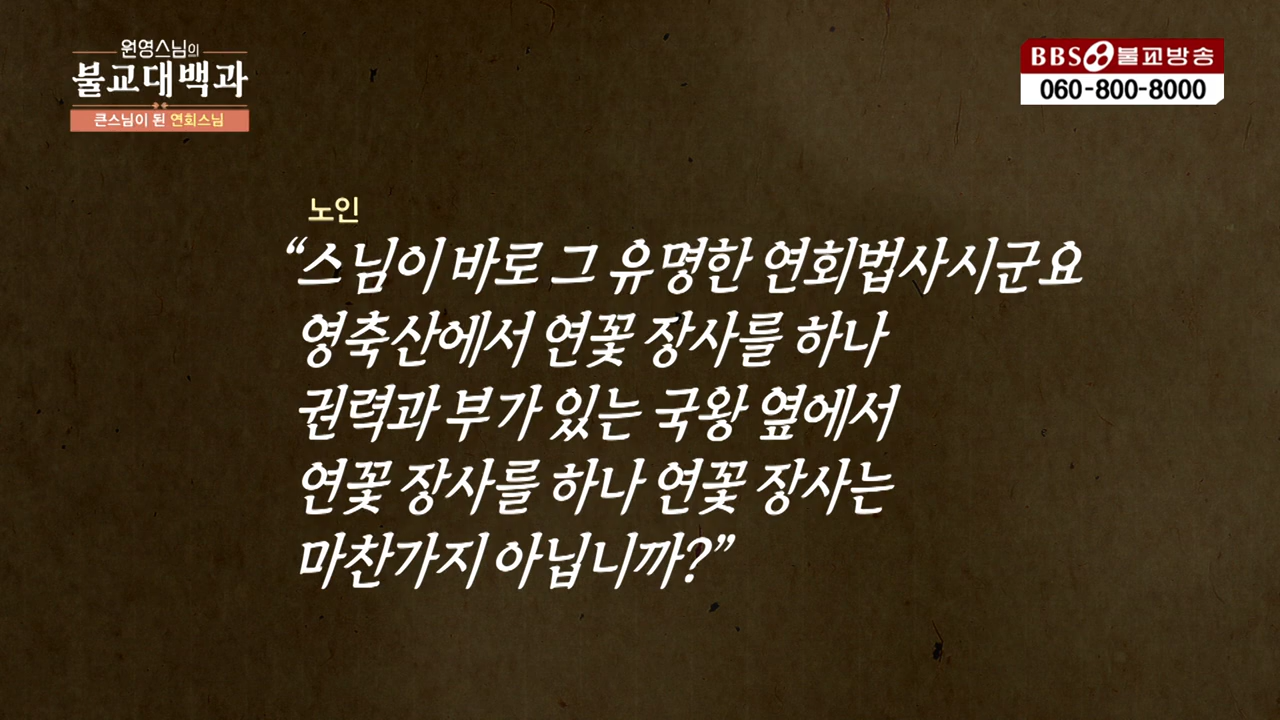 원영스님의
불교대백과
큰스님이 된 연회스님
BBS 불교방송
060-800-8000
노인
“스님이 바로 그 유명한 연회법사시군요
영축산에서 연꽃 장사를 하나
권력과 부가 있는 국왕 옆에서
연꽃 장사를 하나 연꽃 장사는
마찬가지 아닙니까?”